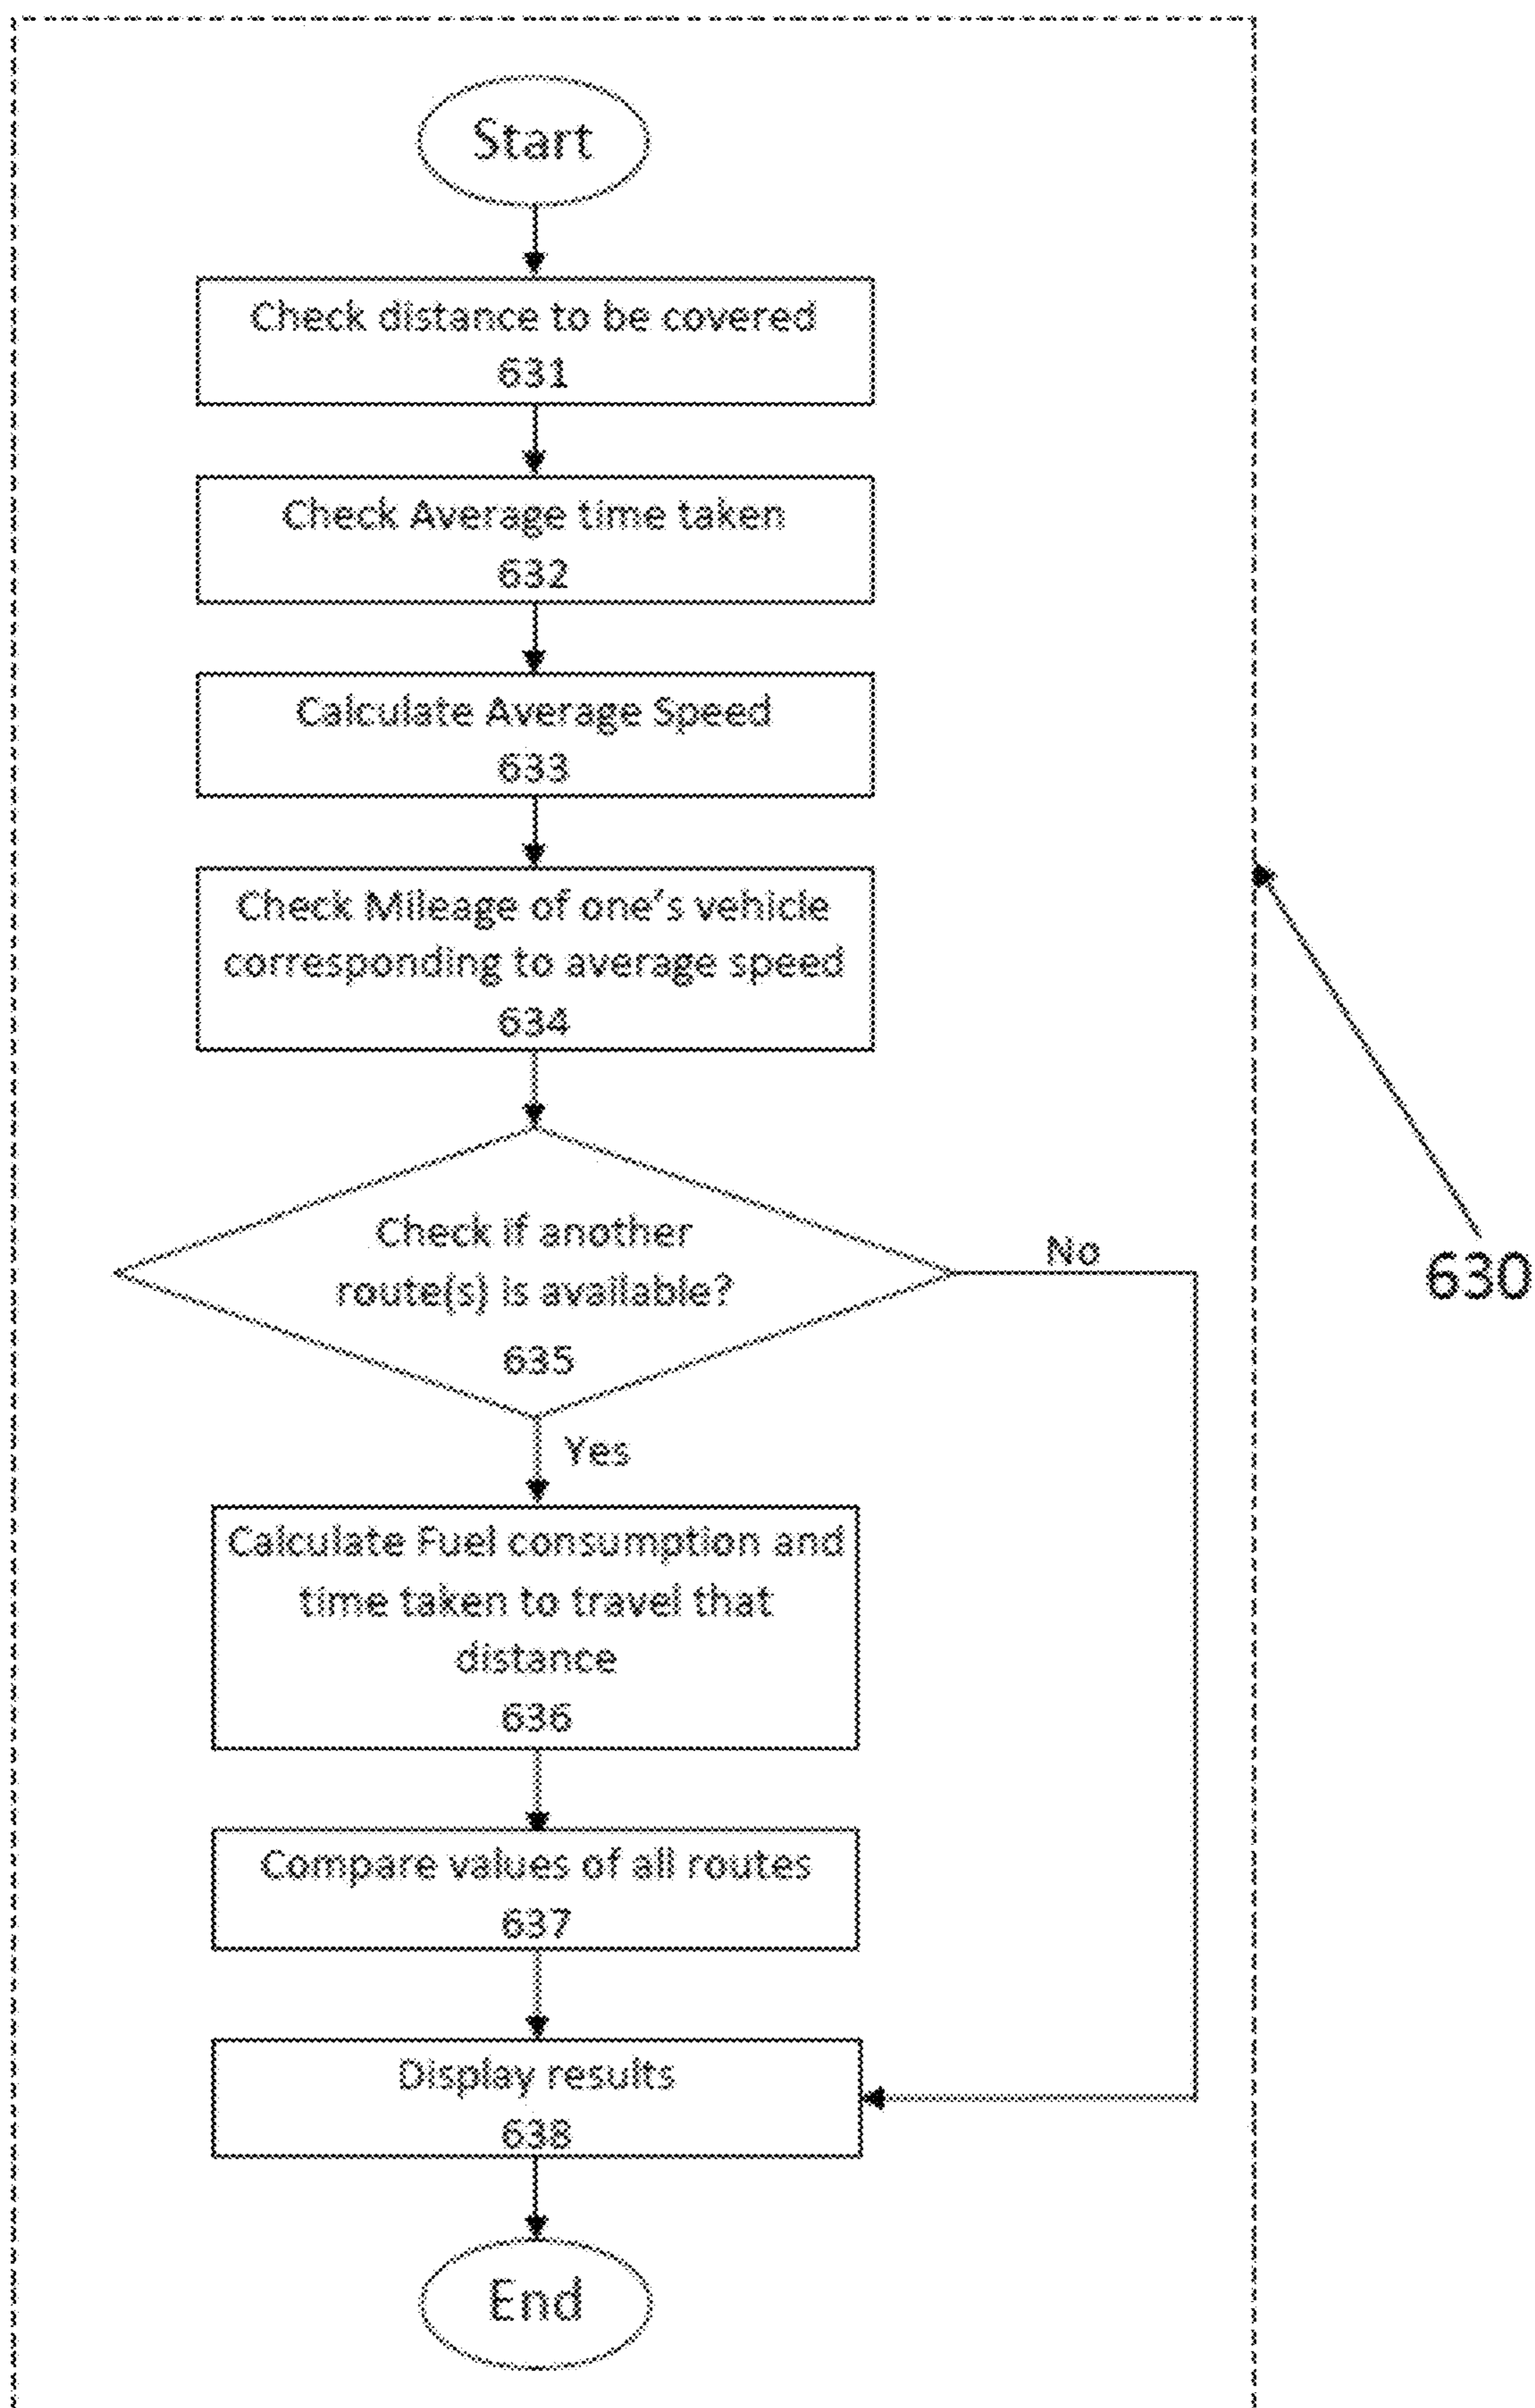 Start
Check distance to be covered
631
Check Average time taken
632
Calculate Average Speed
633
Check Mileage of one's vehicle
corresponding to average speed
634
Check if another
route(s) is available?
635
No
630
Yes
Calculate Fuel consumption and
time taken to travel that
distance
636
Compare values of all routes
637
Display results
638
End